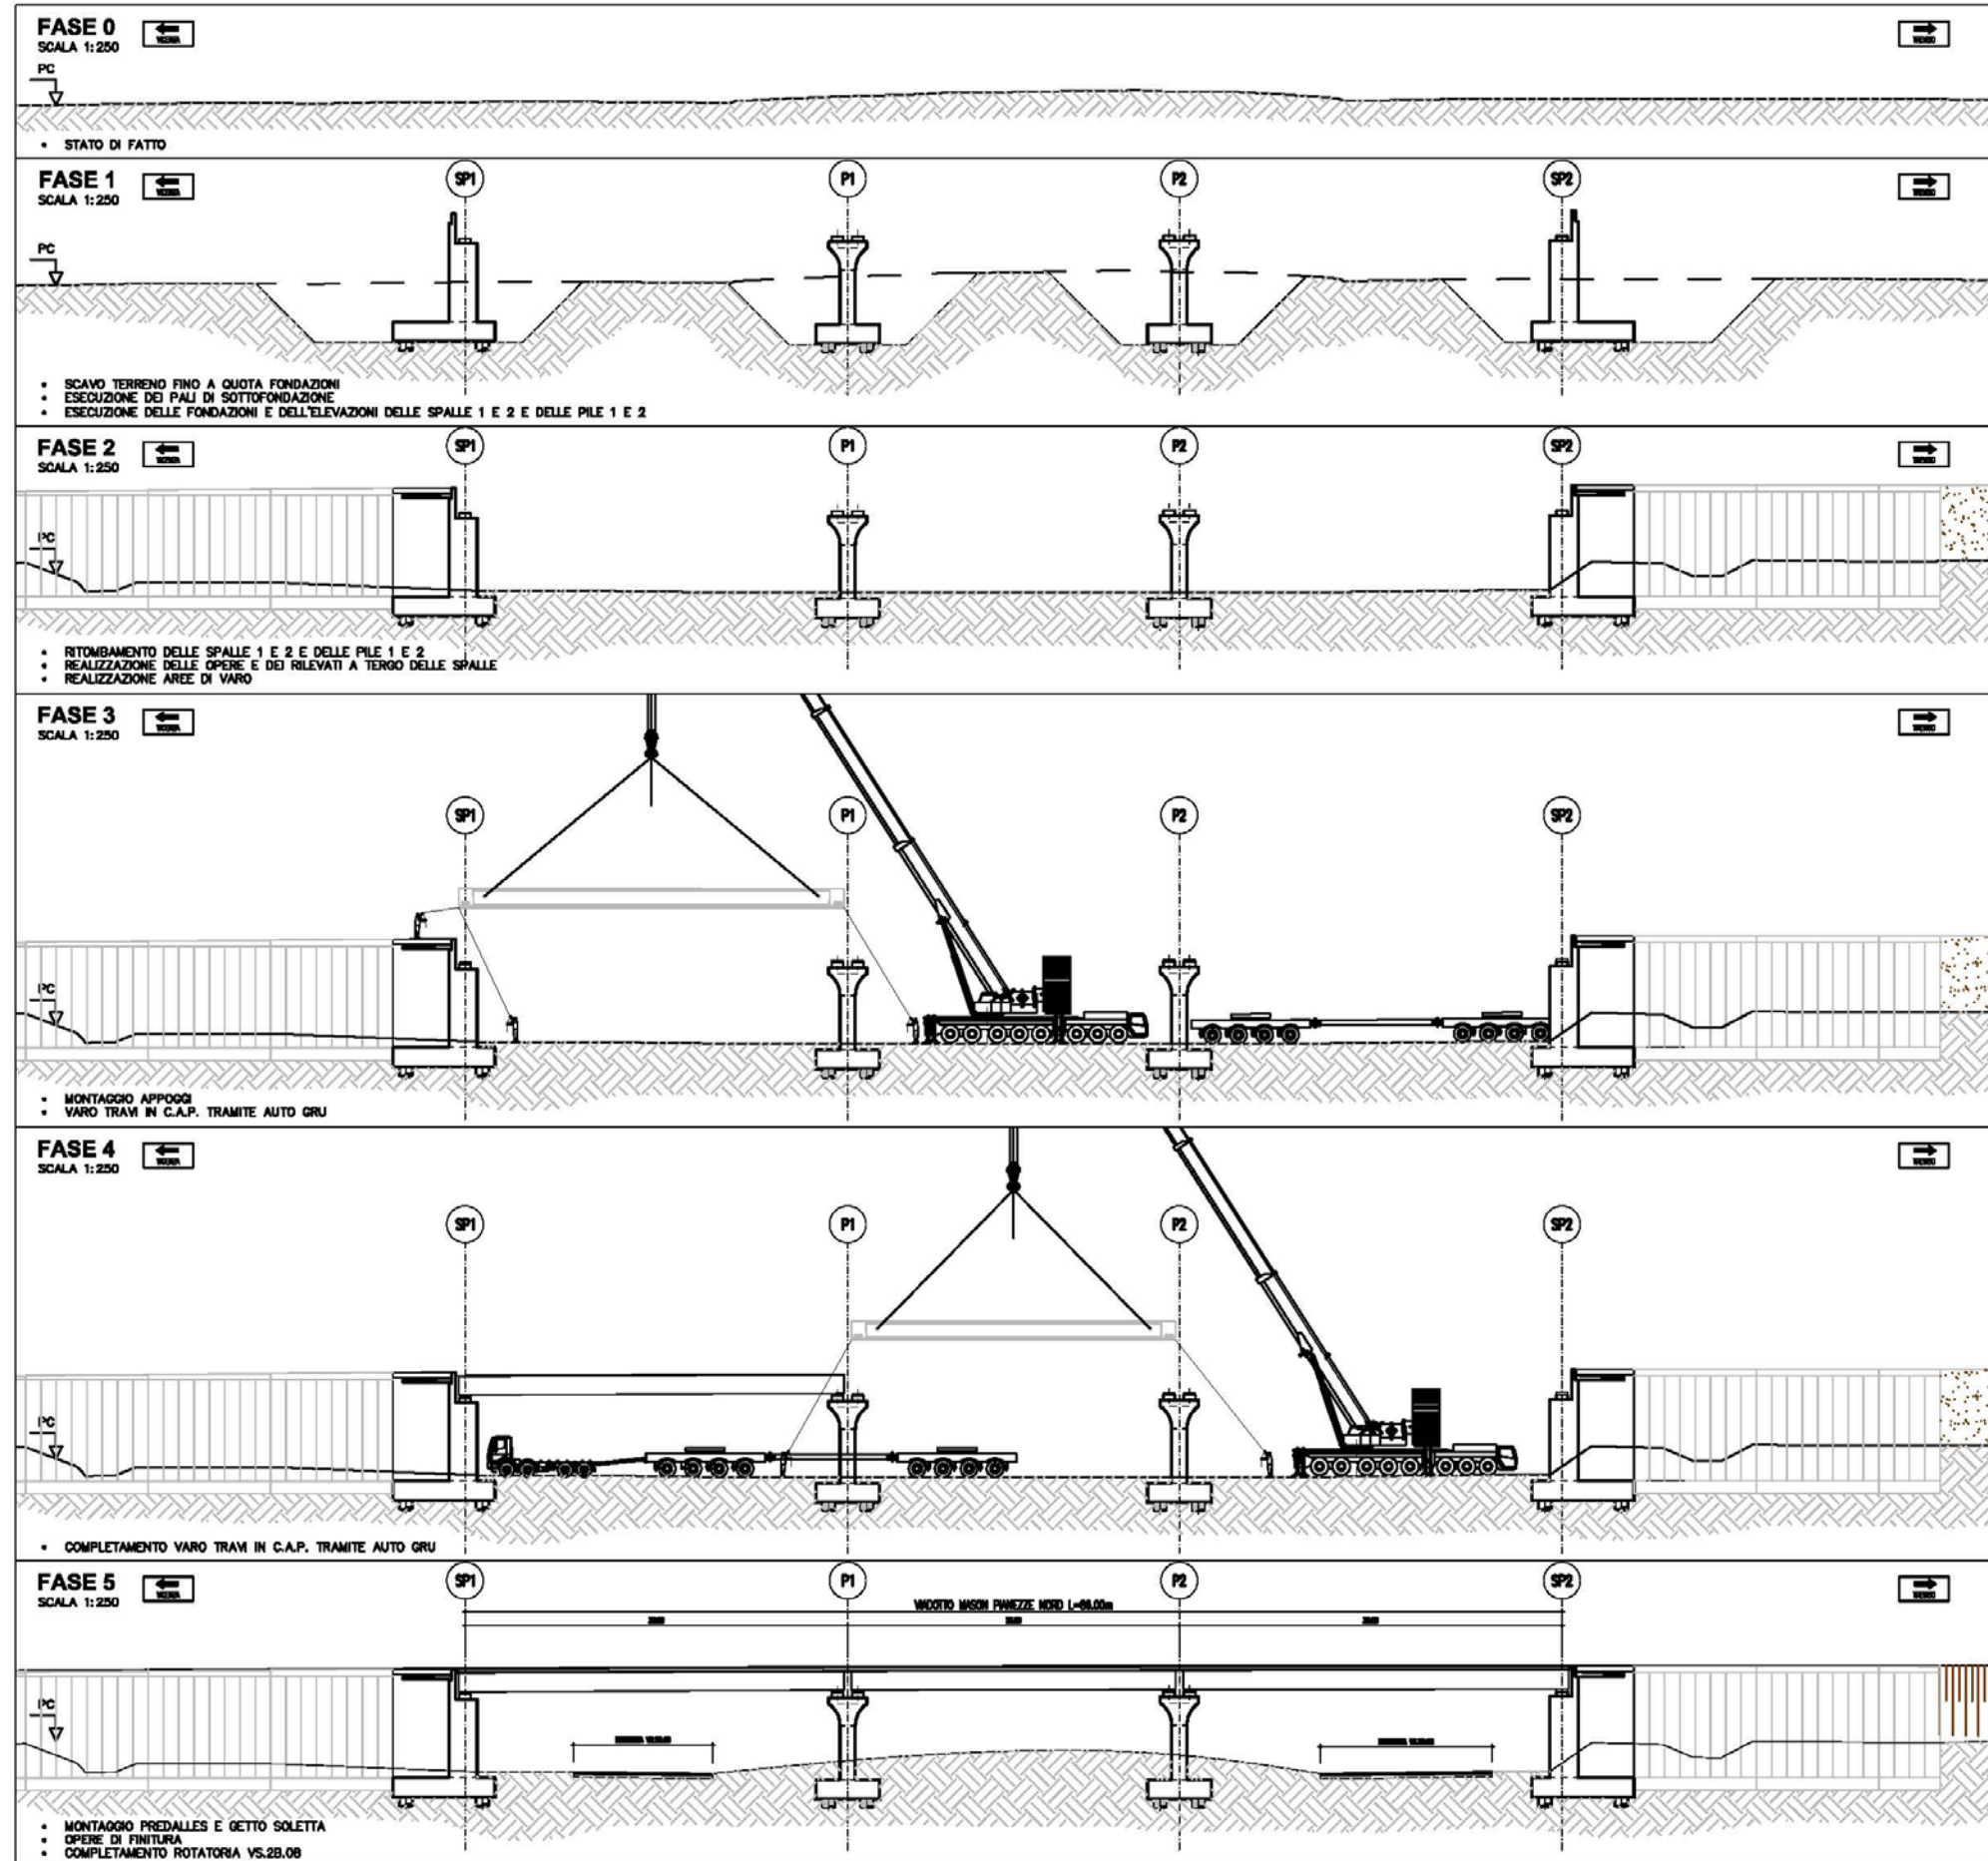 FASE 0
SCALA 1:250
PC
• STATO DI FATTO
FASE 1
SCALA 1:250
SP1
P1
P2
SP2
PC
• SCAVO TERRENO FINO A QUOTA FONDAZIONI
• ESECUZIONE DEI PALI DI SOTTOFONDAZIONE
• ESECUZIONE DELLE FONDAZIONI E DELL'ELEVAZIONI DELLE SPALLE 1 E 2 E DELLE PILE 1 E 2
FASE 2
SCALA 1:250
SP1
P1
P2
SP2
PC
• RITOMBAMENTO DELLE SPALLE 1 E 2 E DELLE PILE 1 E 2
• REALIZZAZIONE DELLE OPERE E DEI RILEVATI A TERGO DELLE SPALLE
• REALIZZAZIONE AREE DI VARO
FASE 3
SCALA 1:250
SP1
P1
P2
SP2
PC
• MONTAGGIO APPOGGI
• VARO TRAVI IN C.A.P. TRAMITE AUTO GRU
FASE 4
SCALA 1:250
SP1
P1
P2
SP2
PC
• COMPLETAMENTO VARO TRAVI IN C.A.P. TRAMITE AUTO GRU
FASE 5
SCALA 1:250
SP1
P1
P2
SP2
VIADOTTO MASON PIANEZZE NORD
PC
• MONTAGGIO PREDALLES E GETTO SOLETTA
• OPERE DI FINITURA
• COMPLETAMENTO ROTATORIA VS.2B.08